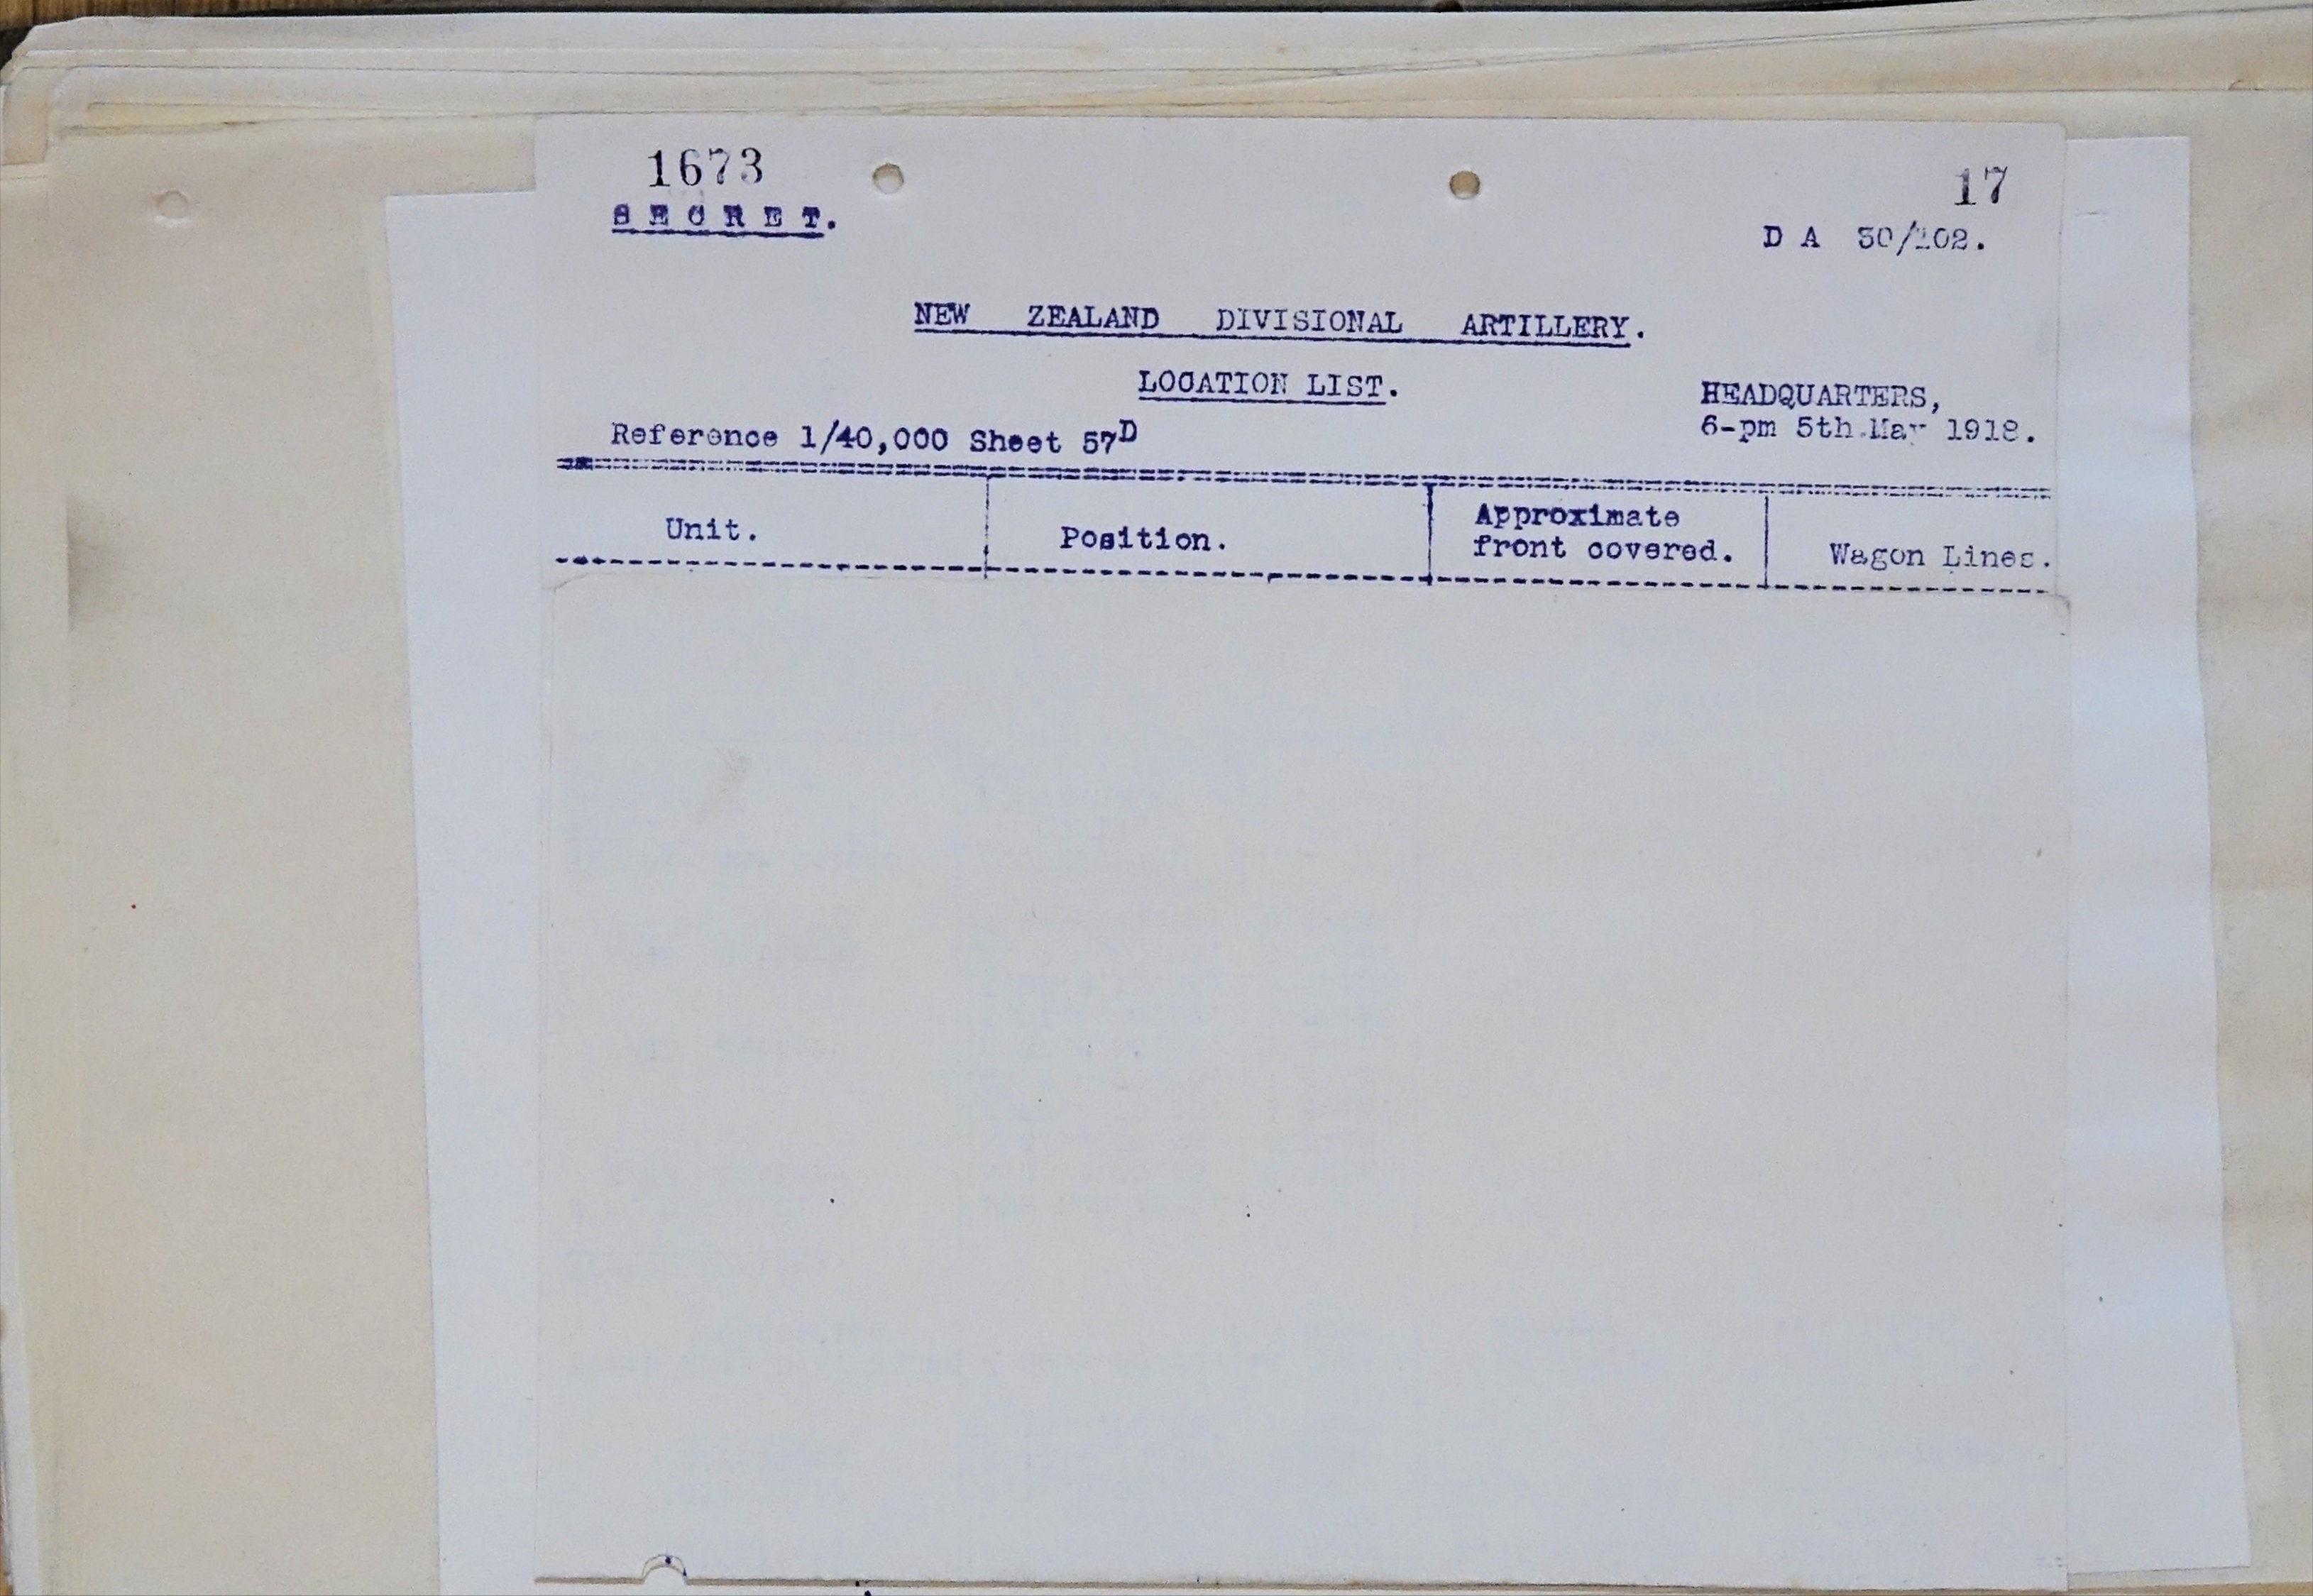 1673
17
SECRET.
D A 30/202.
NEW ZEALAND DIVISIONAL ARTILLERY.
LOCATION LIST.
HEADQUARTERS,
6-pm 5th May 1918.
Reference 1/40,000 Sheet 57D
Unit.
Position.
Approximate
front covered.
Wagon Lines.